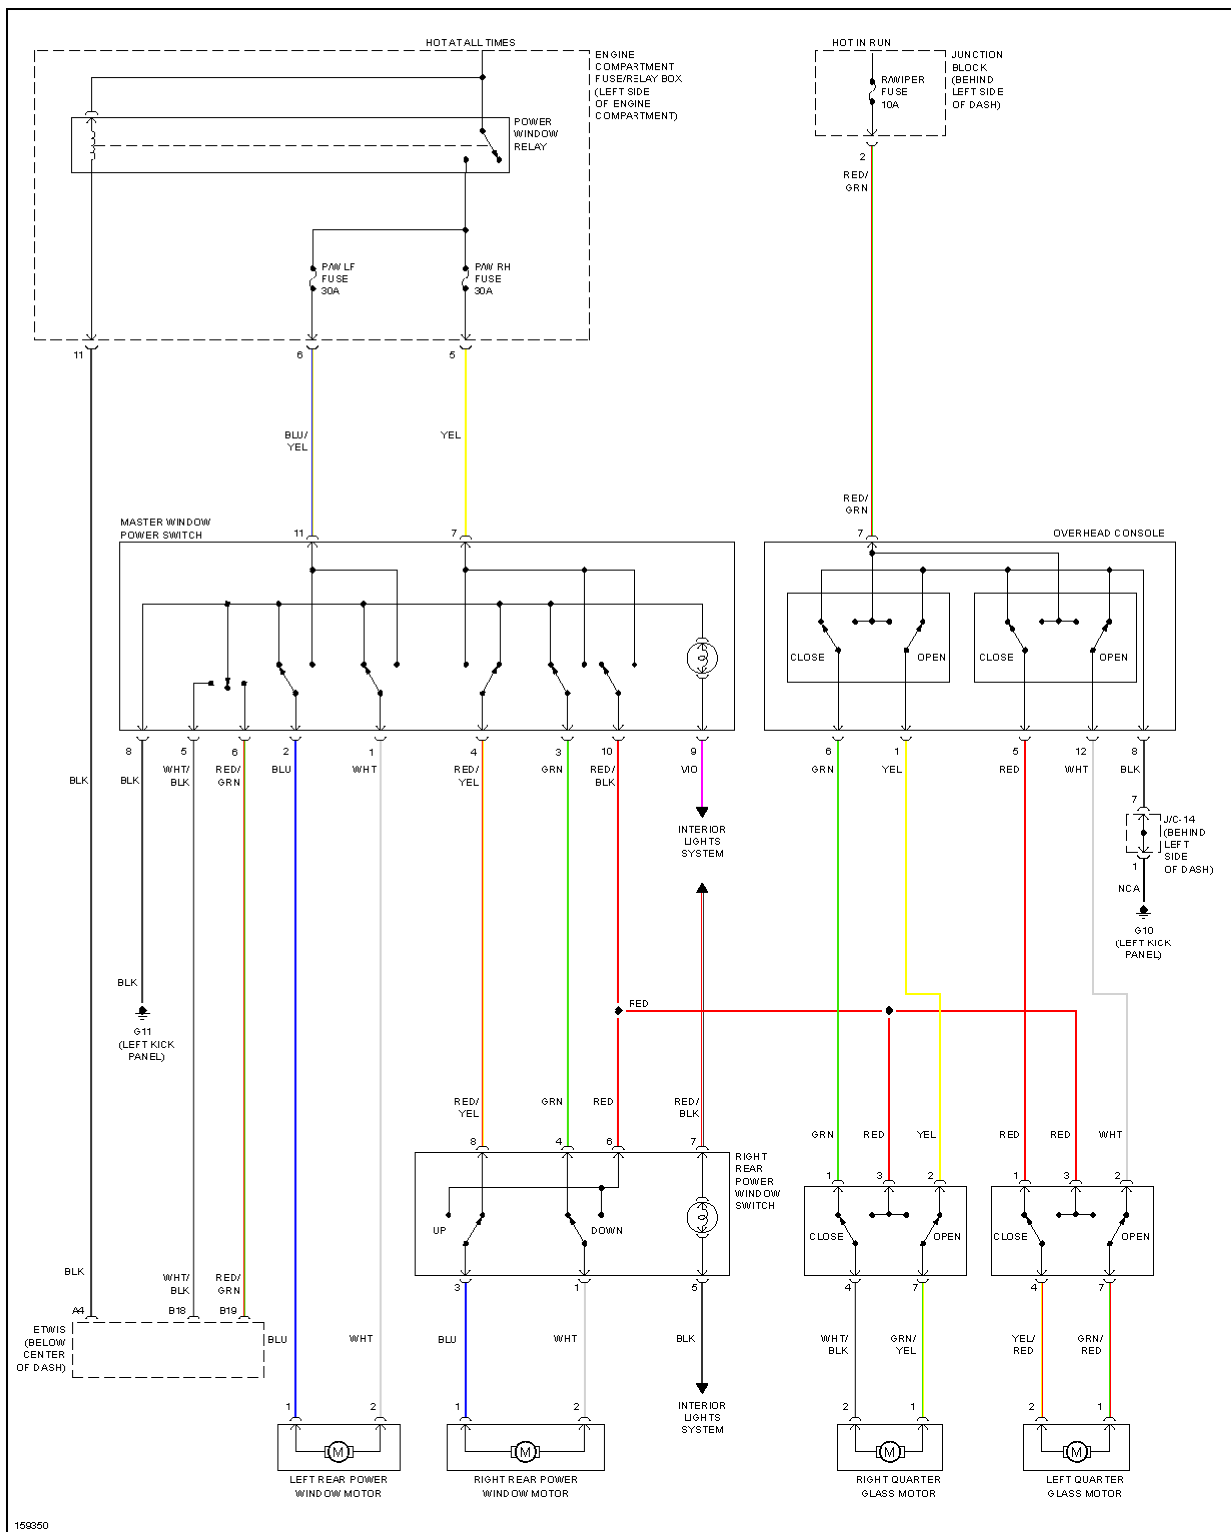 HOT AT ALL TIMES
ENGINE
COMPARTMENT
FUSE/RELAY BOX
(LEFT SIDE
OF ENGINE
COMPARTMENT)
POWER
WINDOW
RELAY
P/W LF
FUSE
30A
P/W RH
FUSE
30A
11
6
5
HOT IN RUN
JUNCTION
BLOCK
(BEHIND
LEFT SIDE
OF DASH)
R/WIPER
FUSE
10A
2
RED/
GRN
BLU/
YEL
YEL
RED/
GRN
MASTER WINDOW
POWER SWITCH
11
7
7
OVERHEAD CONSOLE
CLOSE
OPEN
CLOSE
OPEN
8
5
6
2
1
4
3
10
9
6
1
5
12
8
BLK
BLK
WHT/
BLK
RED/
GRN
BLU
WHT
RED/
YEL
GRN
RED/
BLK
VIO
GRN
YEL
RED
WHT
BLK
INTERIOR
LIGHTS
SYSTEM
7
J/C-14
(BEHIND
LEFT
SIDE
OF DASH)
1
NCA
G10
(LEFT KICK
PANEL)
BLK
G11
(LEFT KICK
PANEL)
RED
RED/
YEL
GRN
RED
RED/
BLK
GRN
RED
YEL
RED
RED
WHT
8
4
6
7
RIGHT
REAR
POWER
WINDOW
SWITCH
1
3
2
1
3
2
UP
DOWN
CLOSE
OPEN
CLOSE
OPEN
BLK
WHT/
BLK
RED/
GRN
3
1
5
4
7
4
7
A4
B18
B19
ETWIS
(BELOW
CENTER
OF DASH)
BLU
WHT
BLU
WHT
BLK
WHT/
BLK
GRN/
YEL
YEL/
RED
GRN/
RED
INTERIOR
LIGHTS
SYSTEM
1
2
1
2
2
1
2
1
M
M
M
M
LEFT REAR POWER
WINDOW MOTOR
RIGHT REAR POWER
WINDOW MOTOR
RIGHT QUARTER
GLASS MOTOR
LEFT QUARTER
GLASS MOTOR
159350